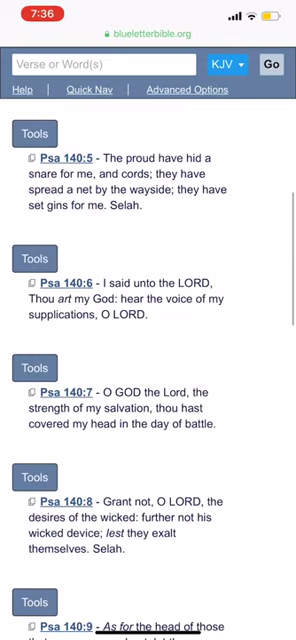 7:36
blueletterbible.org
Verse or Word(s)
KJV
Go
Help | Quick Nav | Advanced Options
Tools
Psa 140:5 - The proud have hid a
snare for me, and cords; they have
spread a net by the wayside; they have
set gins for me. Selah.
Tools
Psa 140:6 - I said unto the LORD,
Thou art my God: hear the voice of my
supplications, O LORD.
Tools
Psa 140:7 - O GOD the Lord, the
strength of my salvation, thou hast
covered my head in the day of battle.
Tools
Psa 140:8 - Grant not, O LORD, the
desires of the wicked: further not his
wicked device; lest they exalt
themselves. Selah.
Tools
Psa 140:9 - As for the head of those